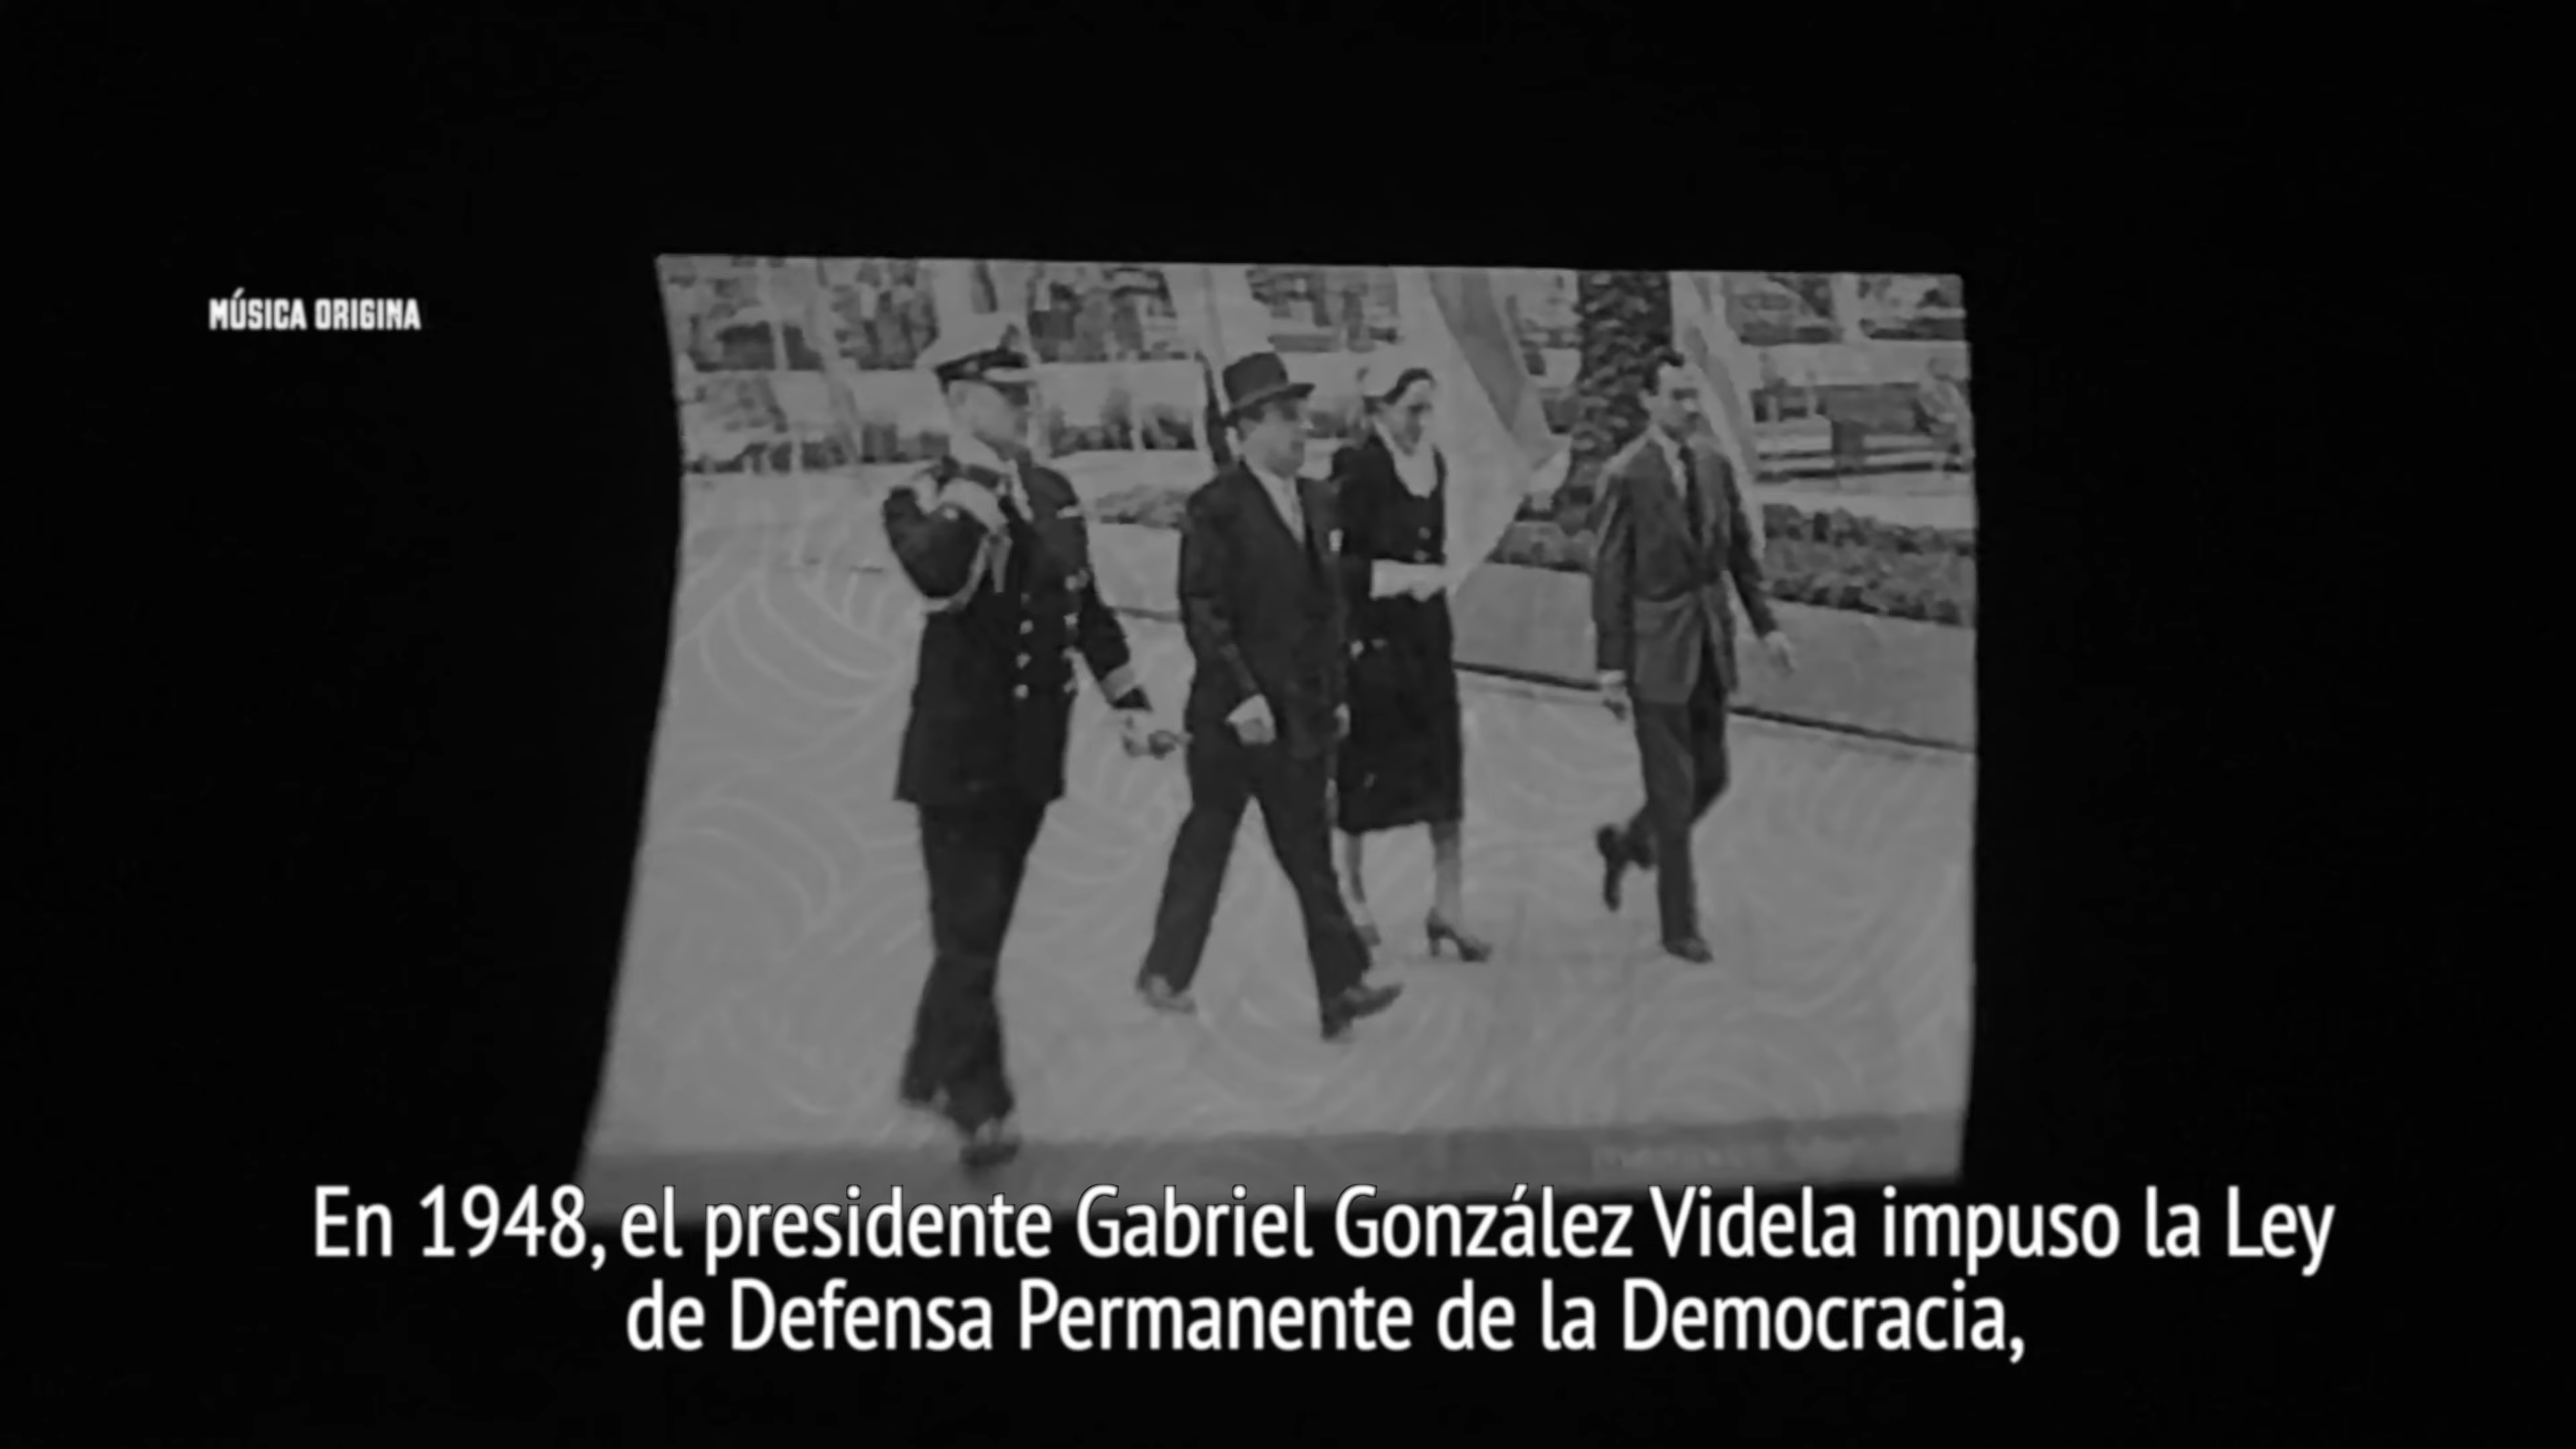 MÚSICA ORIGINA
En 1948, el presidente Gabriel González Videla impuso la Ley
de Defensa Permanente de la Democracia,